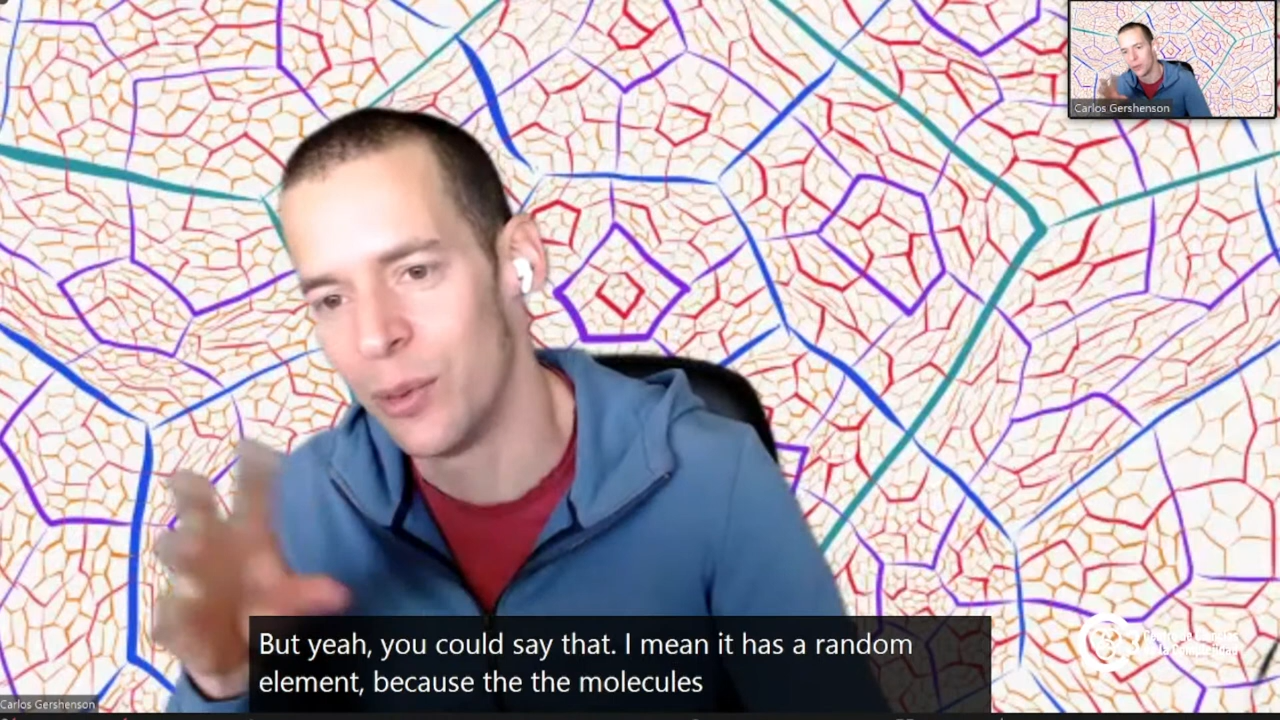 Carlos Gershenson
But yeah, you could say that. I mean it has a random
element, because the the molecules
Carlos Gershenson